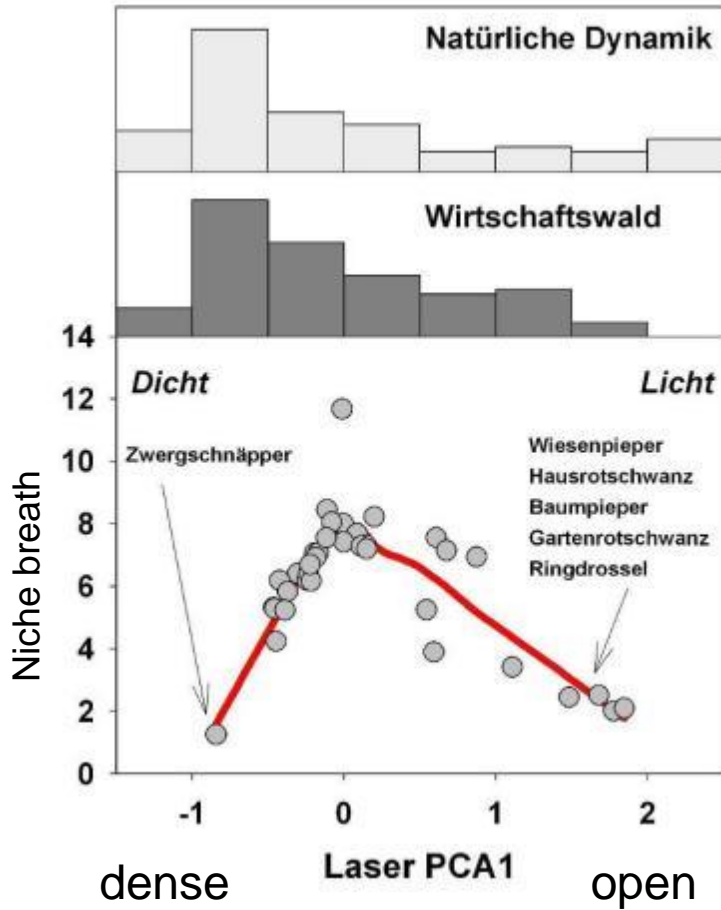 Natürliche Dynamik
Wirtschaftswald
14
12
10
8
6
4
2
0
Niche breath
Dicht
Licht
Zwergschnäpper
Wiesenpieper
Hausrotschwanz
Baumpieper
Gartenrotschwanz
Ringdrossel
-1 0 1 2
Laser PCA1
dense open